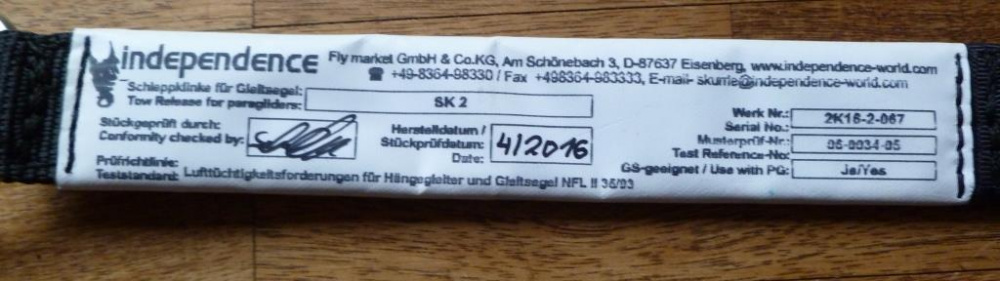 independence
Fly market GmbH & Co.KG, Am Schönebach 3, D-87637 Eisenberg, www.independence-world.com
☎ +49-8364-98330 / Fax +498364-983333, E-mail- skurrle@independence-world.com
Schleppklinke für Gleitsegel:
Tow Release for paragliders:
SK 2
Stückgeprüft durch:
Conformity checked by:
Herstelldatum /
Stückprüfdatum:
Date:
4/2016
Werk Nr.:
Serial No.:
2K16-2-067
Musterprüf-Nr.:
Test Reference-No:
05-0034-05
GS-geeignet / Use with PG:
Ja/Yes
Prüfrichtlinie:
Teststandard: Lufttüchtigkeitsforderungen für Hängegleiter und Gleitsegel NFL II 35/03